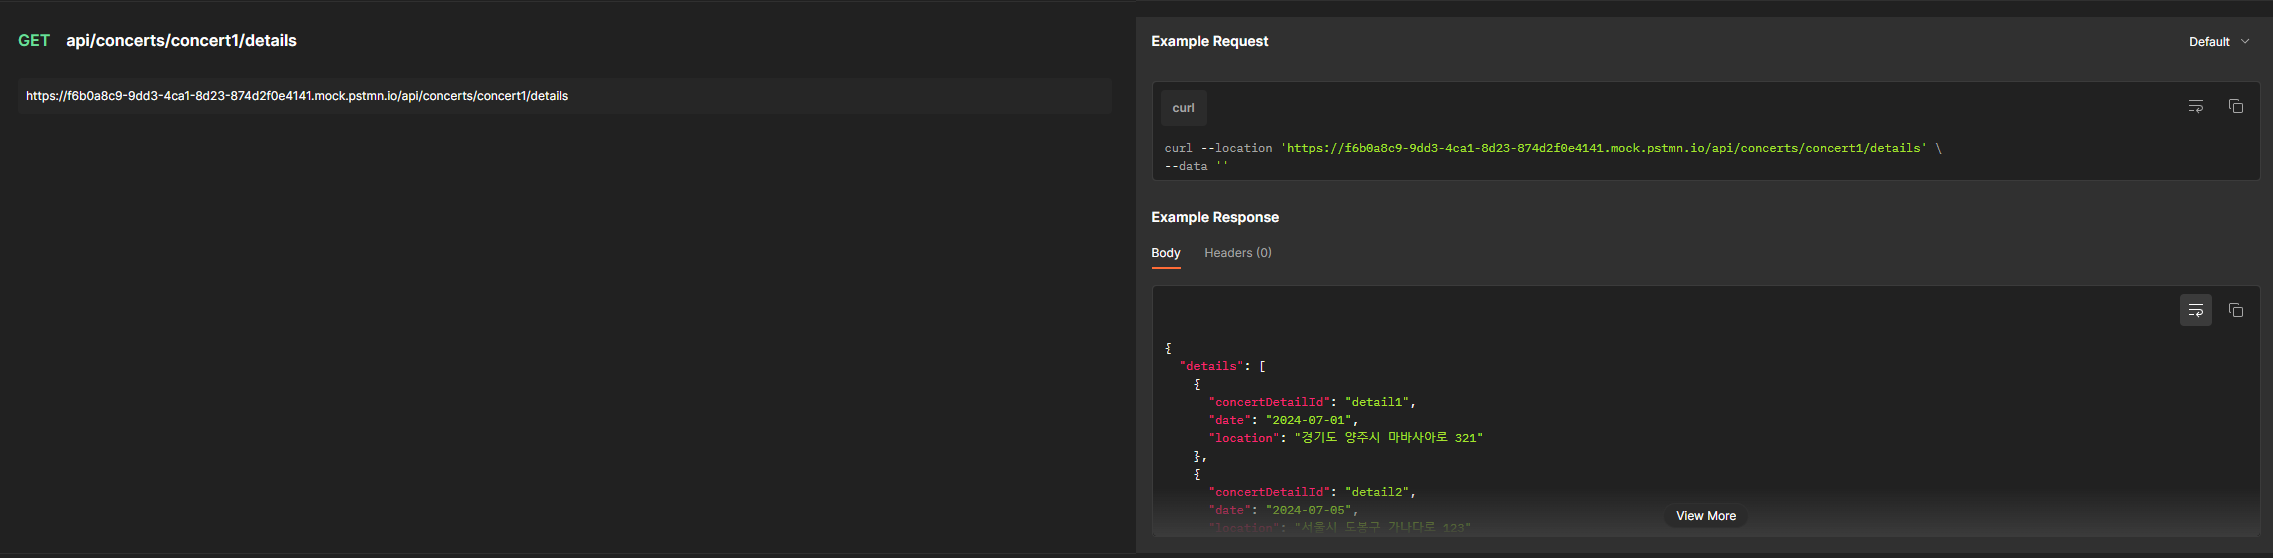 GET api/concerts/concert1/details
https://f6b0a8c9-9dd3-4ca1-8d23-874d2f0e4141.mock.pstmn.io/api/concerts/concert1/details
Example Request
Default
curl
curl --location 'https://f6b0a8c9-9dd3-4ca1-8d23-874d2f0e4141.mock.pstmn.io/api/concerts/concert1/details' \
--data ''
Example Response
Body Headers (0)
{
"details": [
{
"concertDetailId": "detail1",
"date": "2024-07-01",
"location": "경기도 양주시 마바사아로 321"
},
{
"concertDetailId": "detail2",
"date": "2024-07-05",
"location": "서울시 도봉구 가나다로 123"
View More